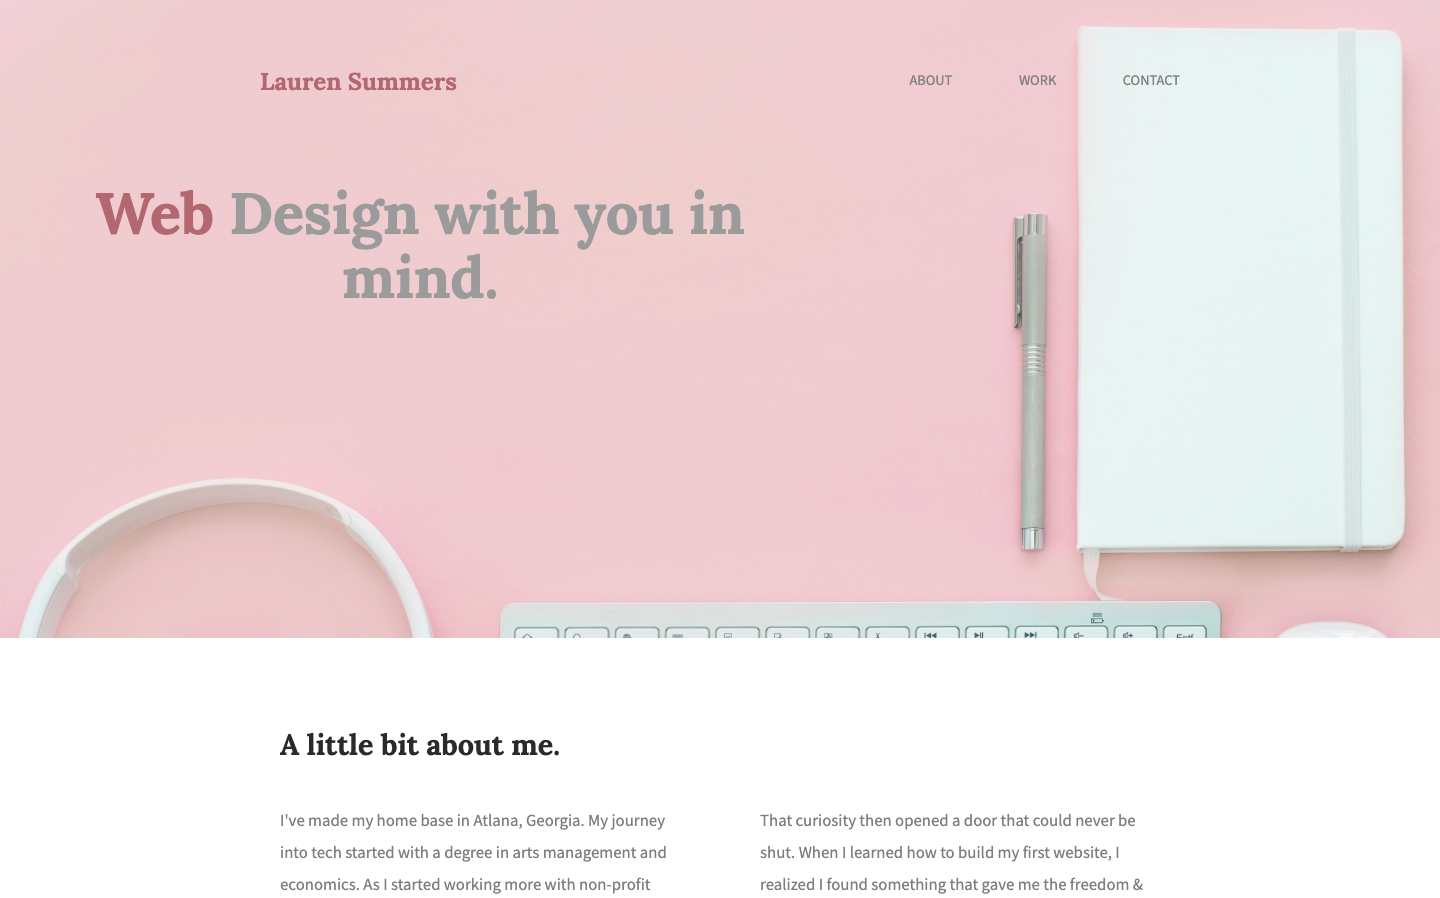 Lauren Summers
ABOUT WORK CONTACT
Web Design with you in
mind.
A little bit about me.
I've made my home base in Atlana, Georgia. My journey
into tech started with a degree in arts management and
economics. As I started working more with non-profit
That curiosity then opened a door that could never be
shut. When I learned how to build my first website, I
realized I found something that gave me the freedom &